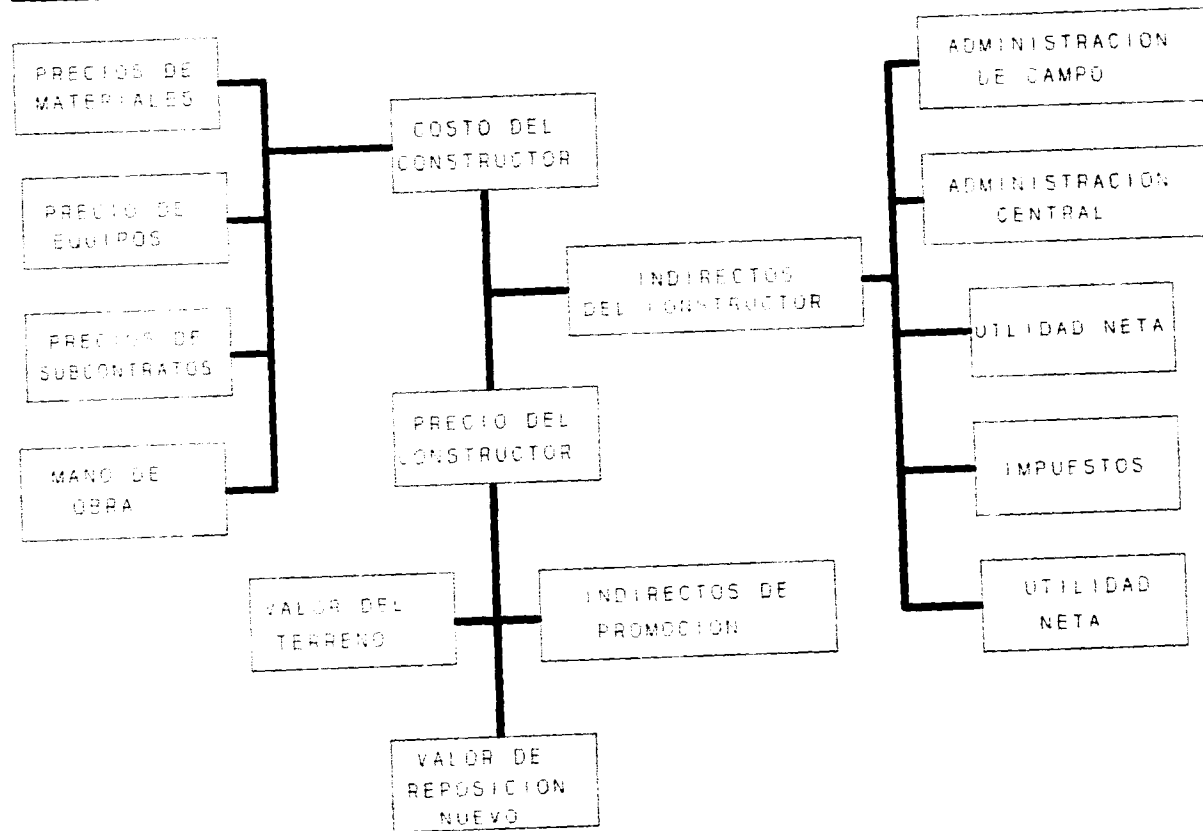 PRECIOS DE
MATERIALES
PRECIO DE
EQUIPOS
PRECIOS DE
SUBCONTRATOS
MANO DE
OBRA
COSTO DEL
CONSTRUCTOR
INDIRECTOS
DEL CONSTRUCTOR
PRECIO DEL
CONSTRUCTOR
VALOR DEL
TERRENO
INDIRECTOS DE
PROMOCION
VALOR DE
REPOSICION
NUEVO
ADMINISTRACION
DE CAMPO
ADMINISTRACION
CENTRAL
UTILIDAD NETA
IMPUESTOS
UTILIDAD
NETA